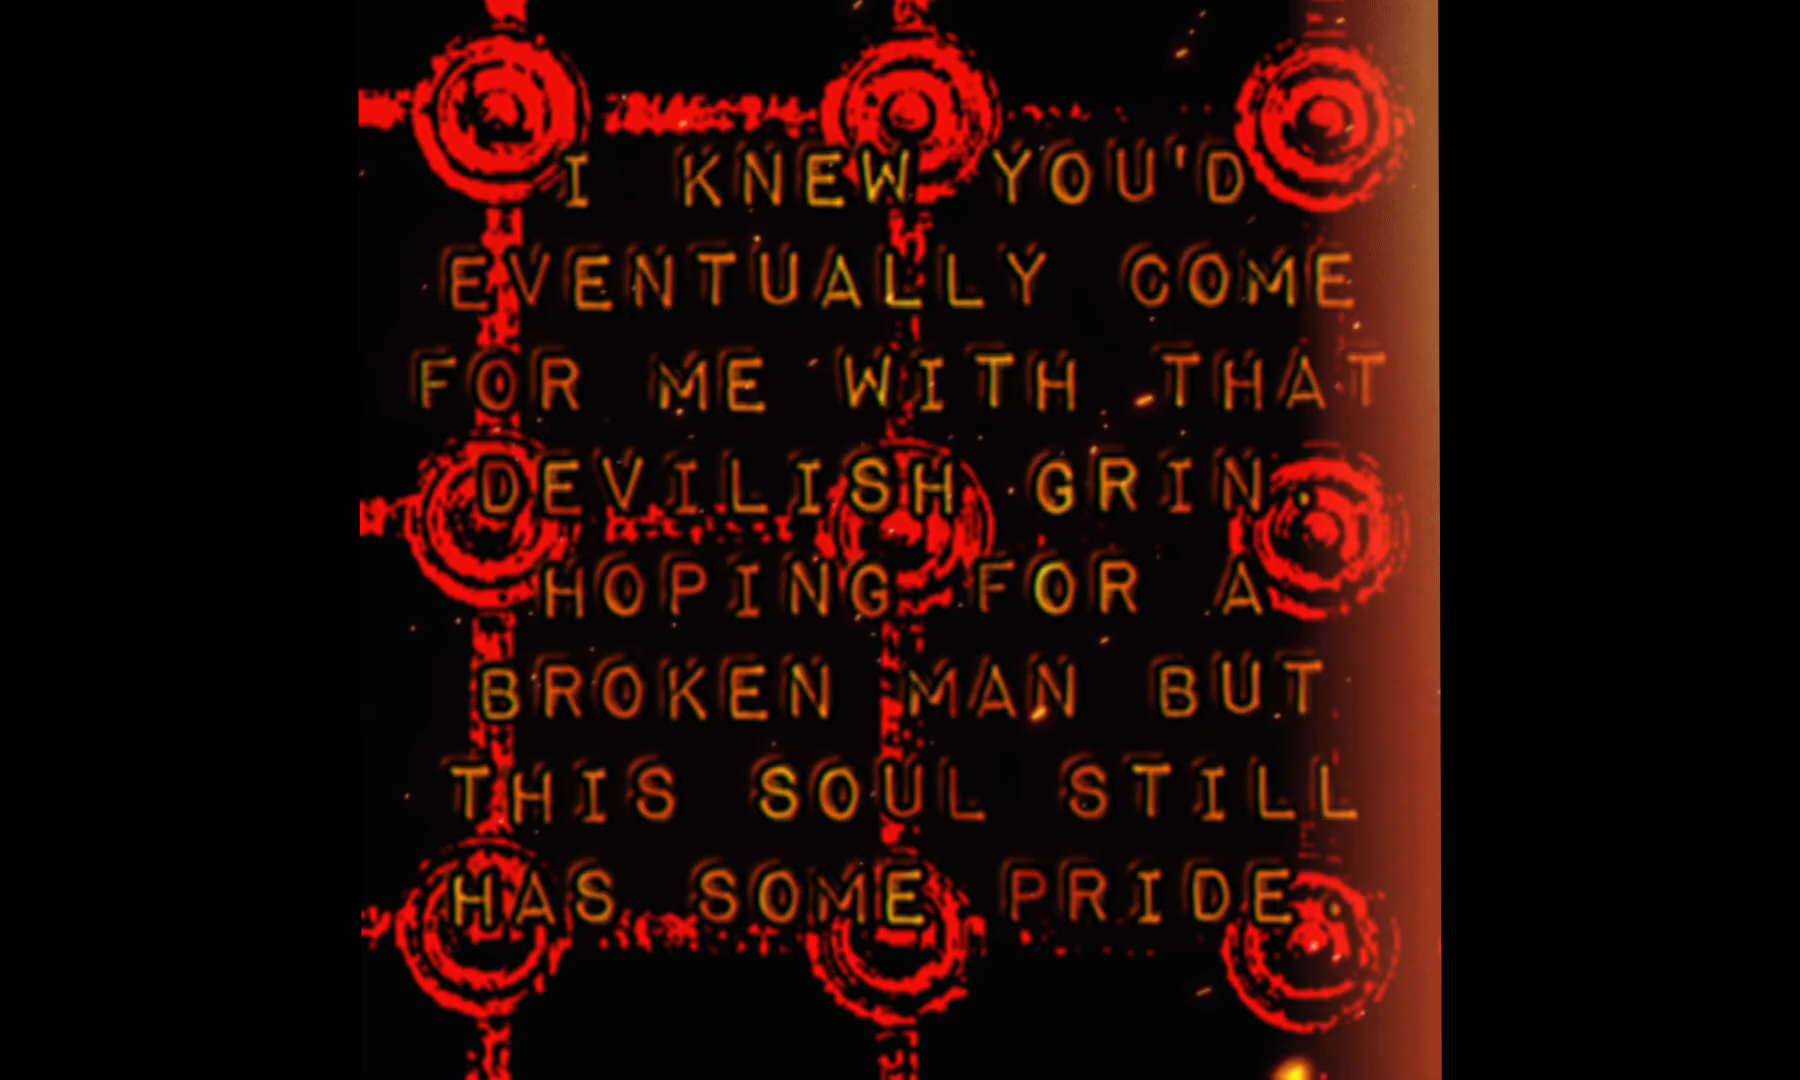 I KNEW YOU'D
EVENTUALLY COME
FOR ME WITH THAT
DEVILISH GRIN.
HOPING FOR A
BROKEN MAN BUT
THIS SOUL STILL
HAS SOME PRIDE.